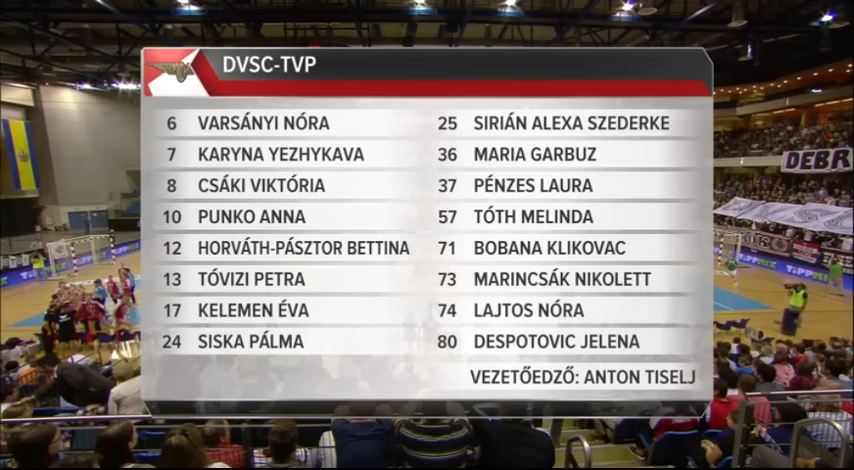 DVSC-TVP
6 VARSÁNYI NÓRA
7 KARYNA YEZHYKAVA
8 CSÁKI VIKTÓRIA
10 PUNKO ANNA
12 HORVÁTH-PÁSZTOR BETTINA
13 TÓVIZI PETRA
17 KELEMEN ÉVA
24 SISKA PÁLMA
25 SIRIÁN ALEXA SZEDERKE
36 MARIA GARBUZ
37 PÉNZES LAURA
57 TÓTH MELINDA
71 BOBANA KLIKOVAC
73 MARINCSÁK NIKOLETT
74 LAJTOS NÓRA
80 DESPOTOVIC JELENA
VEZETŐEDZŐ: ANTON TISELJ
DEBR
TIPPMIX
TIPPMIX